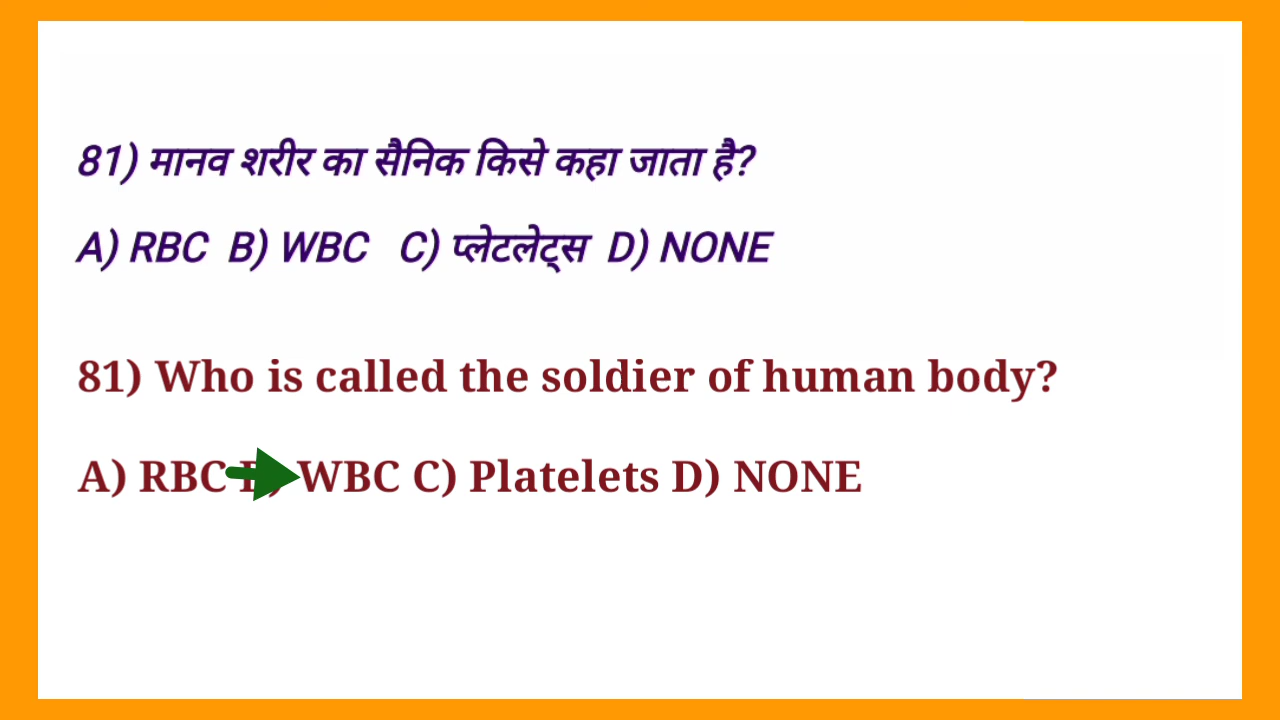 81) मानव शरीर का सैनिक किसे कहा जाता है?
A) RBC B) WBC C) प्लेटलेट्स D) NONE
81) Who is called the soldier of human body?
A) RBC B) WBC C) Platelets D) NONE